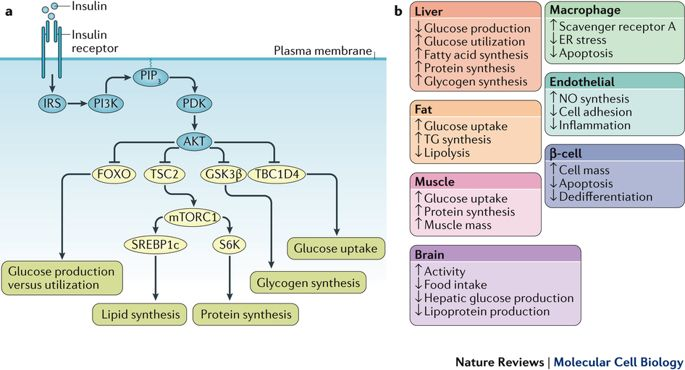 a
Insulin
Insulin
receptor
Plasma membrane
IRS
PI3K
PIP3
PDK
AKT
FOXO
TSC2
GSK3β
TBC1D4
mTORC1
SREBP1c
S6K
Glucose uptake
Glucose production
versus utilization
Glycogen synthesis
Lipid synthesis
Protein synthesis
b
Liver
↓Glucose production
↑Glucose utilization
↑Fatty acid synthesis
↑Protein synthesis
↑Glycogen synthesis
Fat
↑Glucose uptake
↑TG synthesis
↓Lipolysis
Muscle
↑Glucose uptake
↑Protein synthesis
↑Muscle mass
Brain
↑Activity
↓Food intake
↓Hepatic glucose production
↓Lipoprotein production
Macrophage
↑Scavenger receptor A
↓ER stress
↓Apoptosis
Endothelial
↑NO synthesis
↓Cell adhesion
↓Inflammation
β-cell
↑Cell mass
↓Apoptosis
↓Dedifferentiation
Nature Reviews | Molecular Cell Biology